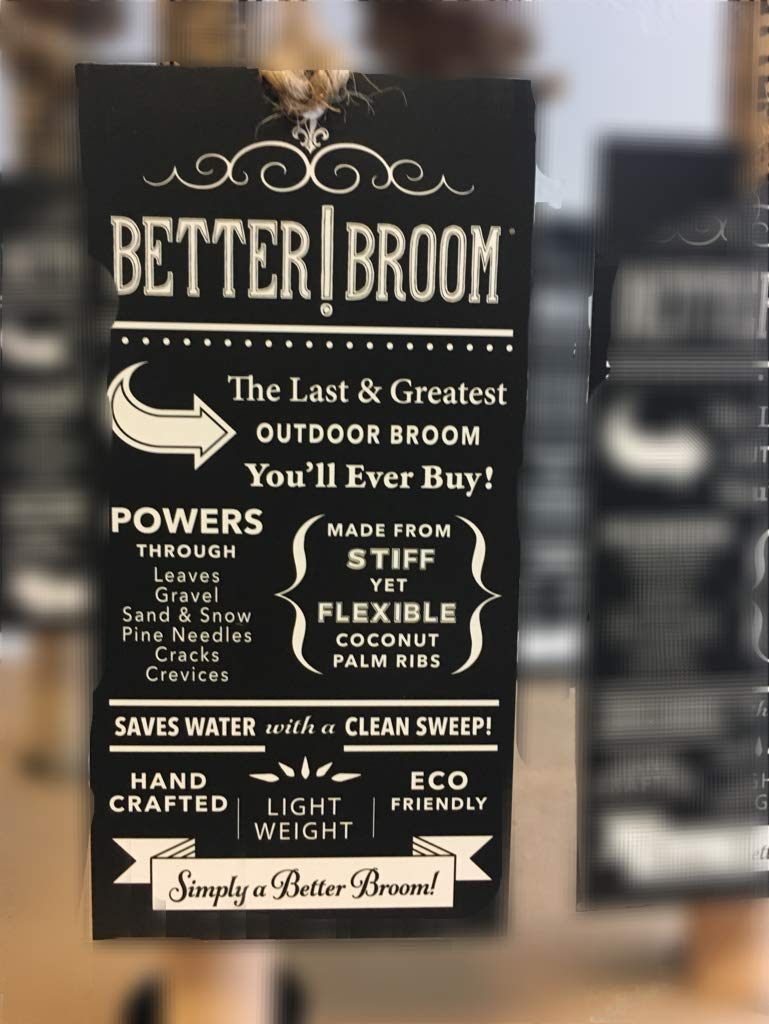 BETTER!BROOM
The Last & Greatest
OUTDOOR BROOM
You'll Ever Buy!
POWERS
THROUGH
Leaves
Gravel
Sand & Snow
Pine Needles
Cracks
Crevices
MADE FROM
STIFF
YET
FLEXIBLE
COCONUT
PALM RIBS
SAVES WATER with a CLEAN SWEEP!
HAND
CRAFTED
LIGHT
WEIGHT
ECO
FRIENDLY
Simply a Better Broom!